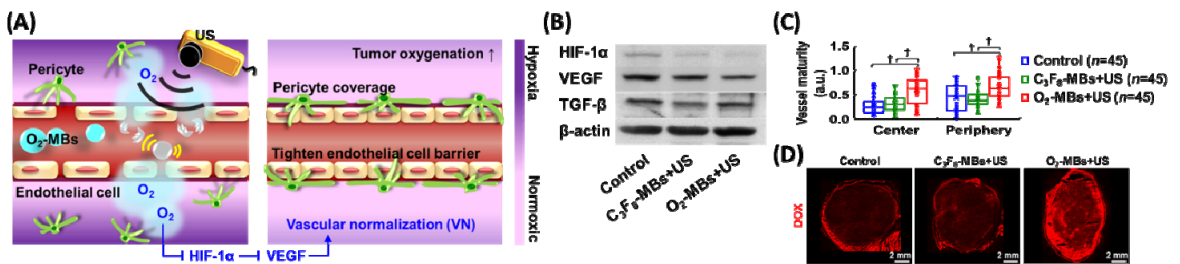 (A)
US
O₂
Pericyte
O₂-MBs
Endothelial cell
O₂
O₂
HIF-1α
VEGF
Tumor oxygenation ↑
Pericyte coverage
Tighten endothelial cell barrier
Vascular normalization (VN)
Hypoxia
Normoxic
(B)
HIF-1α
VEGF
TGF-β
β-actin
Control
C₃F₈-MBs+US
O₂-MBs+US
(C)
Vessel maturity
(a.u.)
1.5
1.0
0.5
0.0
†
†
†
†
Center
Periphery
Control (n=45)
C₃F₈-MBs+US (n=45)
O₂-MBs+US (n=45)
(D)
Control
C₃F₈-MBs+US
O₂-MBs+US
DOX
2 mm
2 mm
2 mm